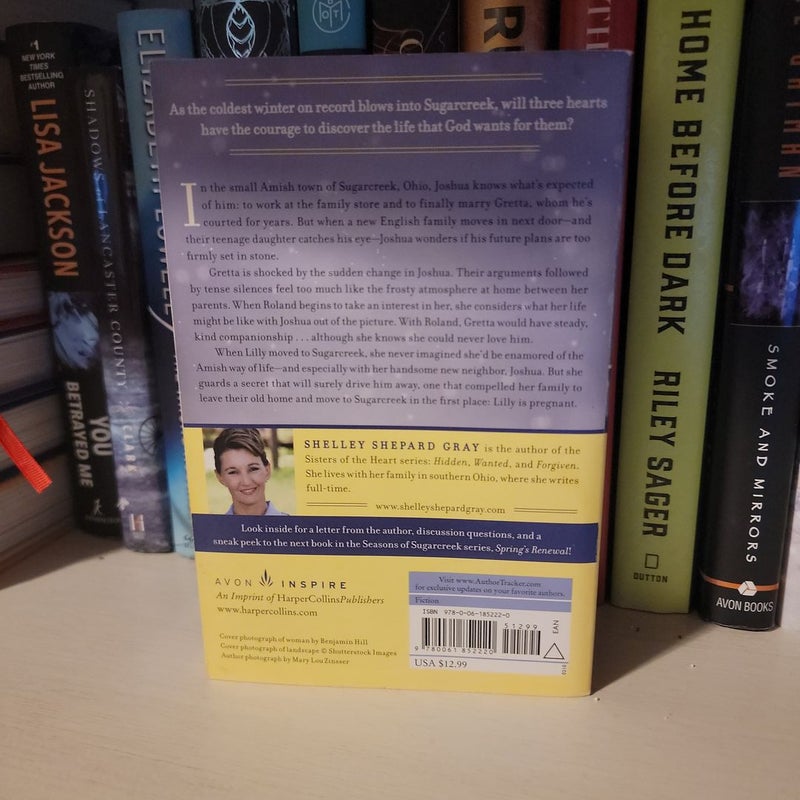 As the coldest winter on record blows into Sugarcreek, will three hearts
have the courage to discover the life that God wants for them?
In the small Amish town of Sugarcreek, Ohio, Joshua knows what's expected
of him: to work at the family store and to finally marry Gretta, whom he's
courted for years. But when a new English family moves in next door—and
their teenage daughter catches his eye—Joshua wonders if his future plans are too
firmly set in stone.
Gretta is shocked by the sudden change in Joshua. Their arguments followed
by tense silences feel too much like the frosty atmosphere at home between her
parents. When Roland begins to take an interest in her, she considers what her life
might be like with Joshua out of the picture. With Roland, Gretta would have steady,
kind companionship . . . although she knows she could never love him.
When Lilly moved to Sugarcreek, she never imagined she'd be enamored of the
Amish way of life—and especially with her handsome new neighbor, Joshua. But she
guards a secret that will surely drive him away, one that compelled her family to
leave their old home and move to Sugarcreek in the first place: Lilly is pregnant.
SHELLEY SHEPARD GRAY is the author of the
Sisters of the Heart series: Hidden, Wanted, and Forgiven.
She lives with her family in southern Ohio, where she writes
full-time.
www.shelleyshepardgray.com
Look inside for a letter from the author, discussion questions, and a
sneak peek to the next book in the Seasons of Sugarcreek series, Spring's Renewal!
AVON INSPIRE
An Imprint of HarperCollinsPublishers
www.harpercollins.com
Cover photograph of woman by Benjamin Hill
Cover photograph of landscape © Shutterstock Images
Author photograph by Mary Lou Zinsser
Visit www.AuthorTracker.com
for exclusive updates on your favorite authors.
Fiction
ISBN 978-0-06-185222-0
51299
EAN
9 780061 852220
USA $12.99
0210
#1
NEW YORK
TIMES
BESTSELLING
AUTHOR
LISA JACKSON
YOU
BETRAYED ME
SHADOWS of LANCASTER COUNTY
CLARK
H
HOME BEFORE DARK
RILEY SAGER
DUTTON
SMOKE AND MIRRORS
AVON BOOKS